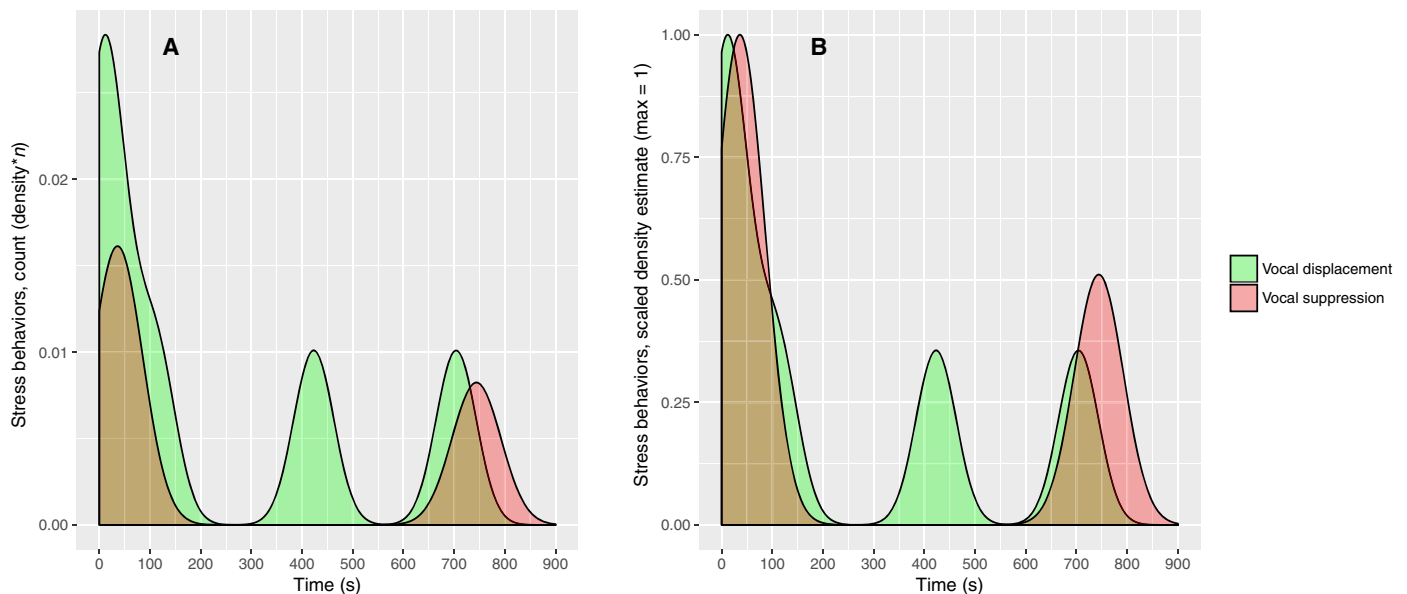 A
Stress behaviors, count (density*n)
0.02
0.01
0.00
0 100 200 300 400 500 600 700 800 900
Time (s)
B
Stress behaviors, scaled density estimate (max = 1)
1.00
0.75
0.50
0.25
0.00
0 100 200 300 400 500 600 700 800 900
Time (s)
Vocal displacement
Vocal suppression